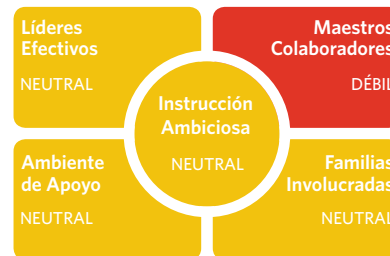 Líderes
Efectivos
NEUTRAL
Maestros
Colaboradores
DÉBIL
Instrucción
Ambiciosa
NEUTRAL
Ambiente
de Apoyo
NEUTRAL
Familias
Involucradas
NEUTRAL